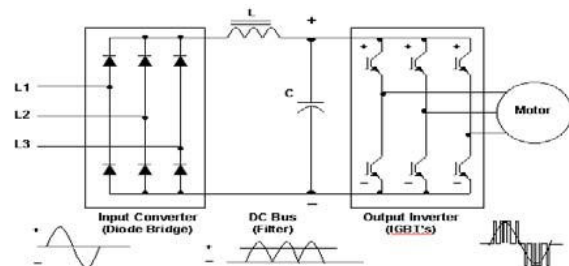 L
+
+ + +
L1
L2
L3
C
Motor
− − −
−
Input Converter
(Diode Bridge)
DC Bus
(Filter)
Output Inverter
(IGBT's)
+
−
+
−